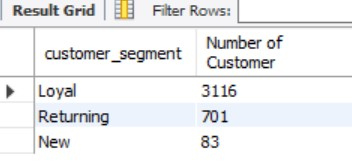 Result Grid Filter Rows:
customer_segment Number of Customer
Loyal 3116
Returning 701
New 83